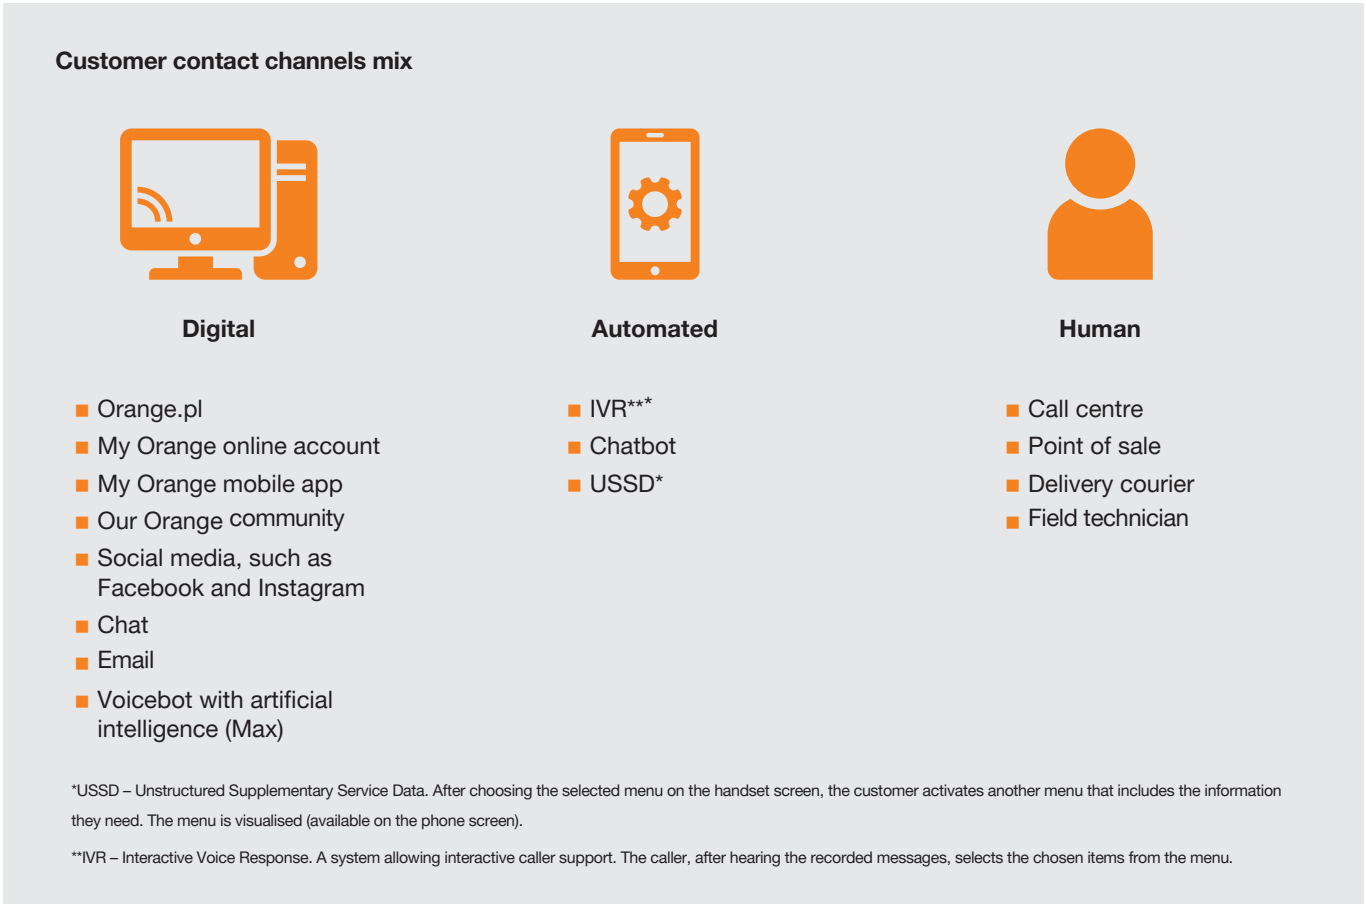 Customer contact channels mix
Digital
Orange.pl
My Orange online account
My Orange mobile app
Our Orange community
Social media, such as
Facebook and Instagram
Chat
Email
Voicebot with artificial
intelligence (Max)
Automated
IVR***
Chatbot
USSD*
Human
Call centre
Point of sale
Delivery courier
Field technician
*USSD – Unstructured Supplementary Service Data. After choosing the selected menu on the handset screen, the customer activates another menu that includes the information
they need. The menu is visualised (available on the phone screen).
**IVR – Interactive Voice Response. A system allowing interactive caller support. The caller, after hearing the recorded messages, selects the chosen items from the menu.